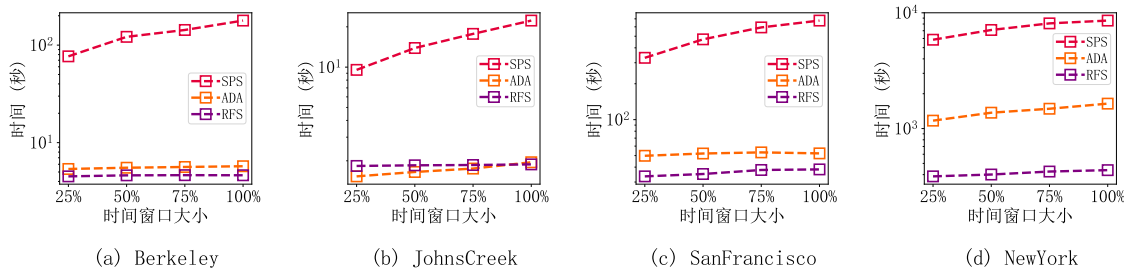 10²
10¹
时间 (秒)
SPS
ADA
RFS
25% 50% 75% 100%
时间窗口大小
(a) Berkeley
10¹
时间 (秒)
SPS
ADA
RFS
25% 50% 75% 100%
时间窗口大小
(b) JohnsCreek
10²
时间 (秒)
SPS
ADA
RFS
25% 50% 75% 100%
时间窗口大小
(c) SanFrancisco
10⁴
10³
时间 (秒)
SPS
ADA
RFS
25% 50% 75% 100%
时间窗口大小
(d) NewYork